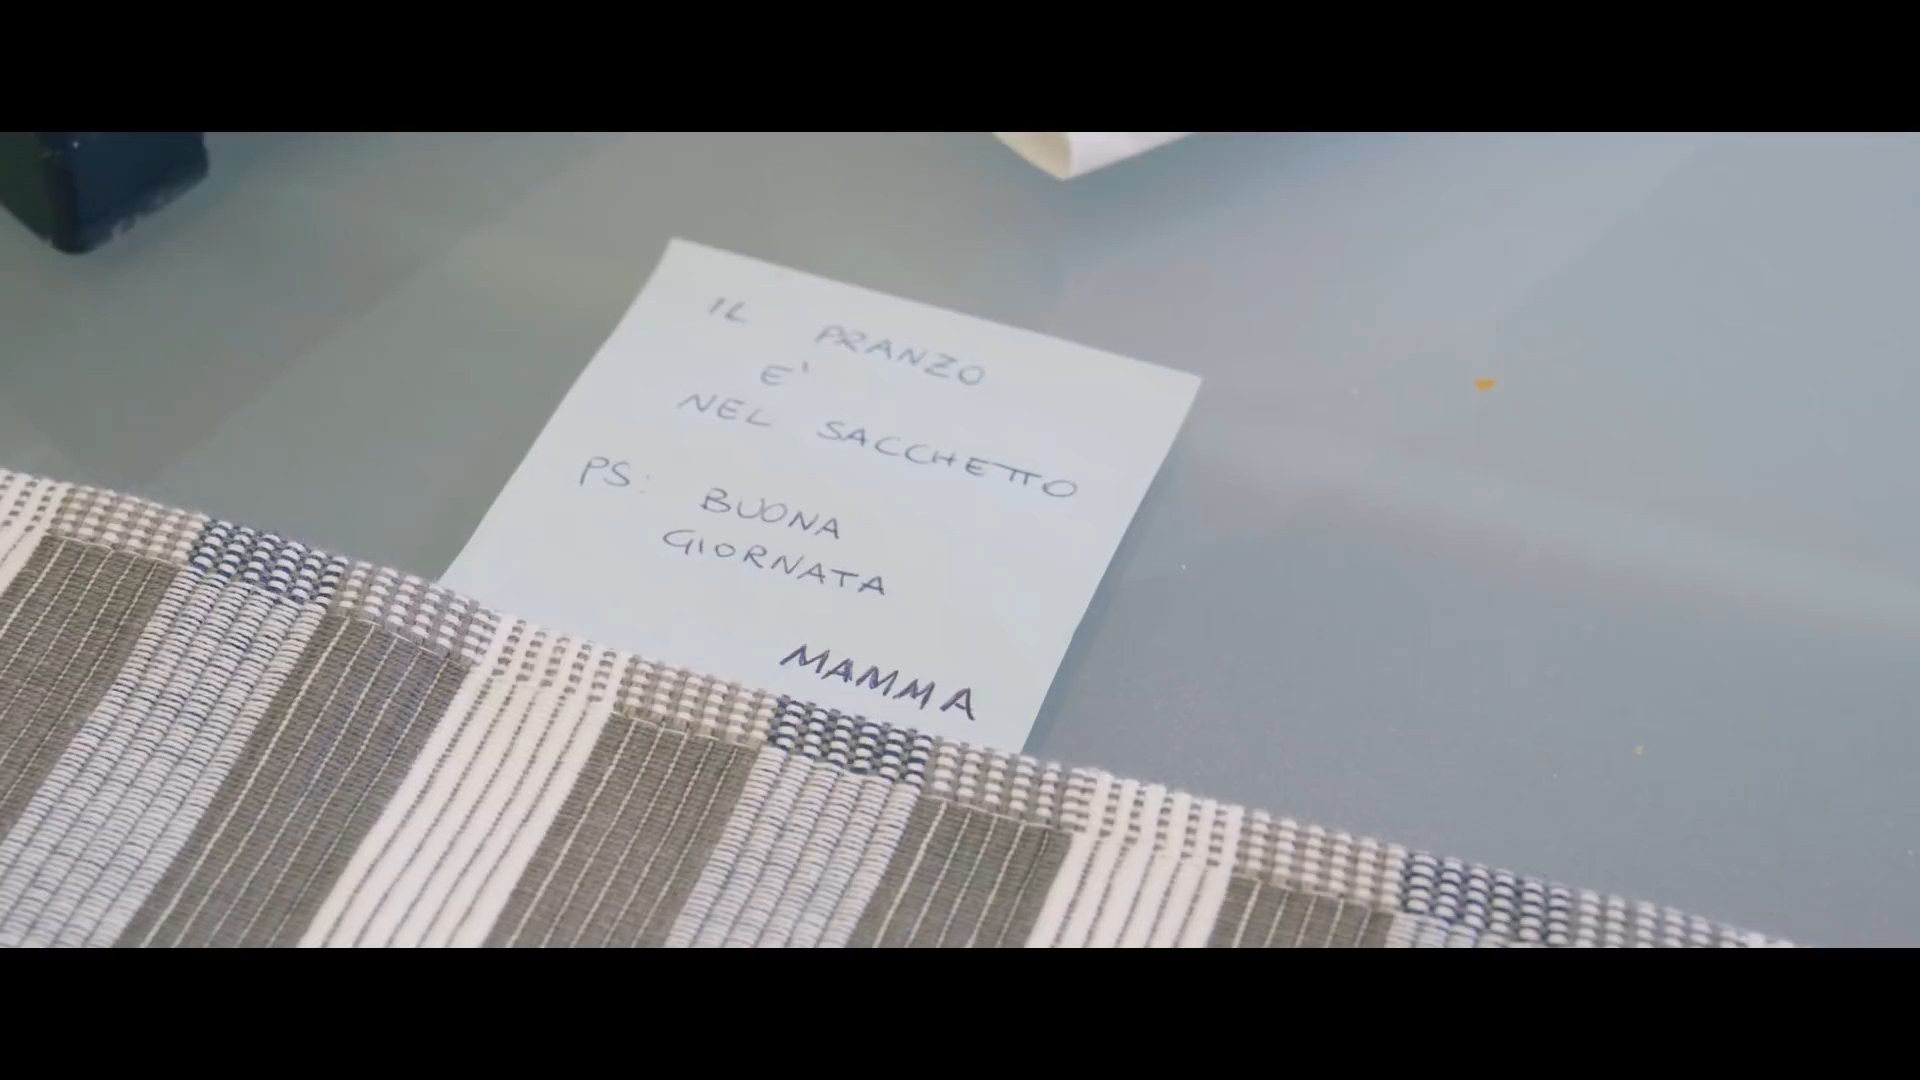 IL PRANZO
E'
NEL SACCHETTO
PS: BUONA
GIORNATA
MAMMA